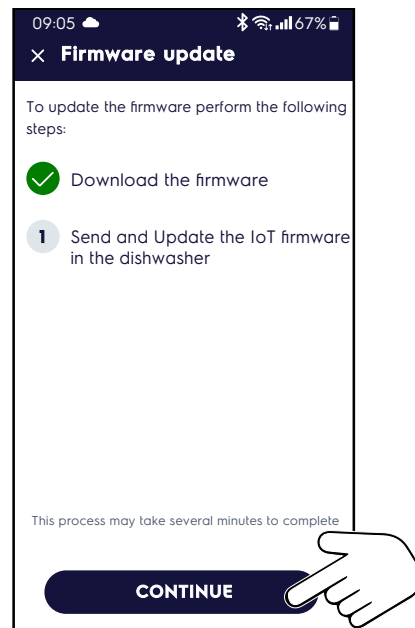 09:05 67%
× Firmware update
To update the firmware perform the following
steps:
Download the firmware
1 Send and Update the IoT firmware
in the dishwasher
This process may take several minutes to complete
CONTINUE